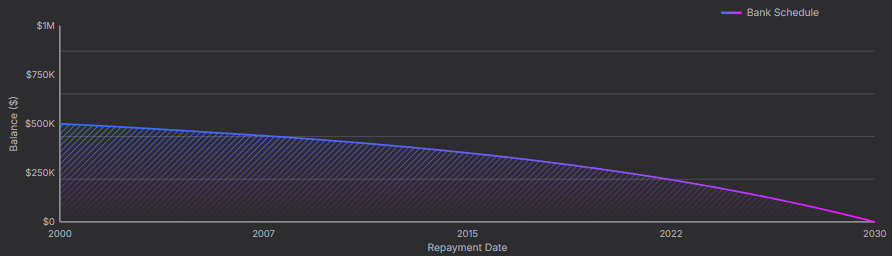 Bank Schedule
$1M
$750K
$500K
$250K
$0
Balance ($)
2000 2007 2015 2022 2030
Repayment Date